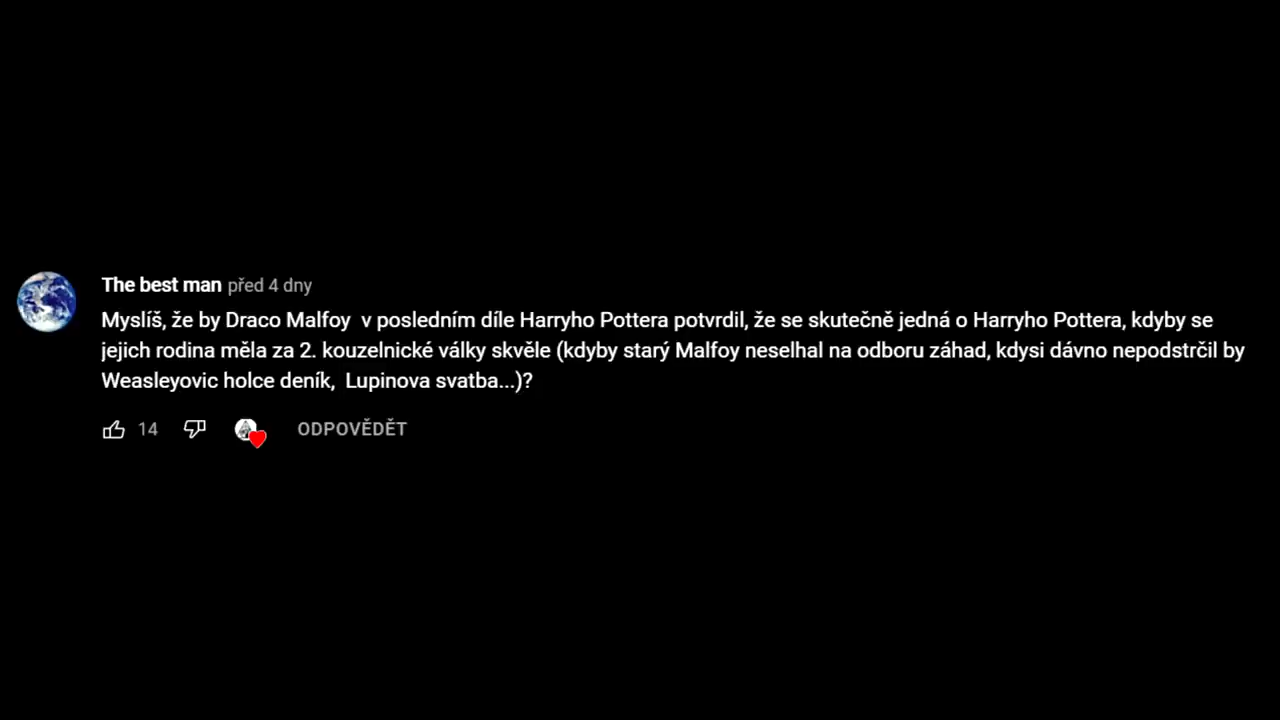 The best man před 4 dny
Myslíš, že by Draco Malfoy  v posledním díle Harryho Pottera potvrdil, že se skutečně jedná o Harryho Pottera, kdyby se
jejich rodina měla za 2. kouzelnické války skvěle (kdyby starý Malfoy neselhal na odboru záhad, kdysi dávno nepodstrčil by
Weasleyovic holce deník,  Lupinova svatba...)?
14 ODPOVĚDĚT